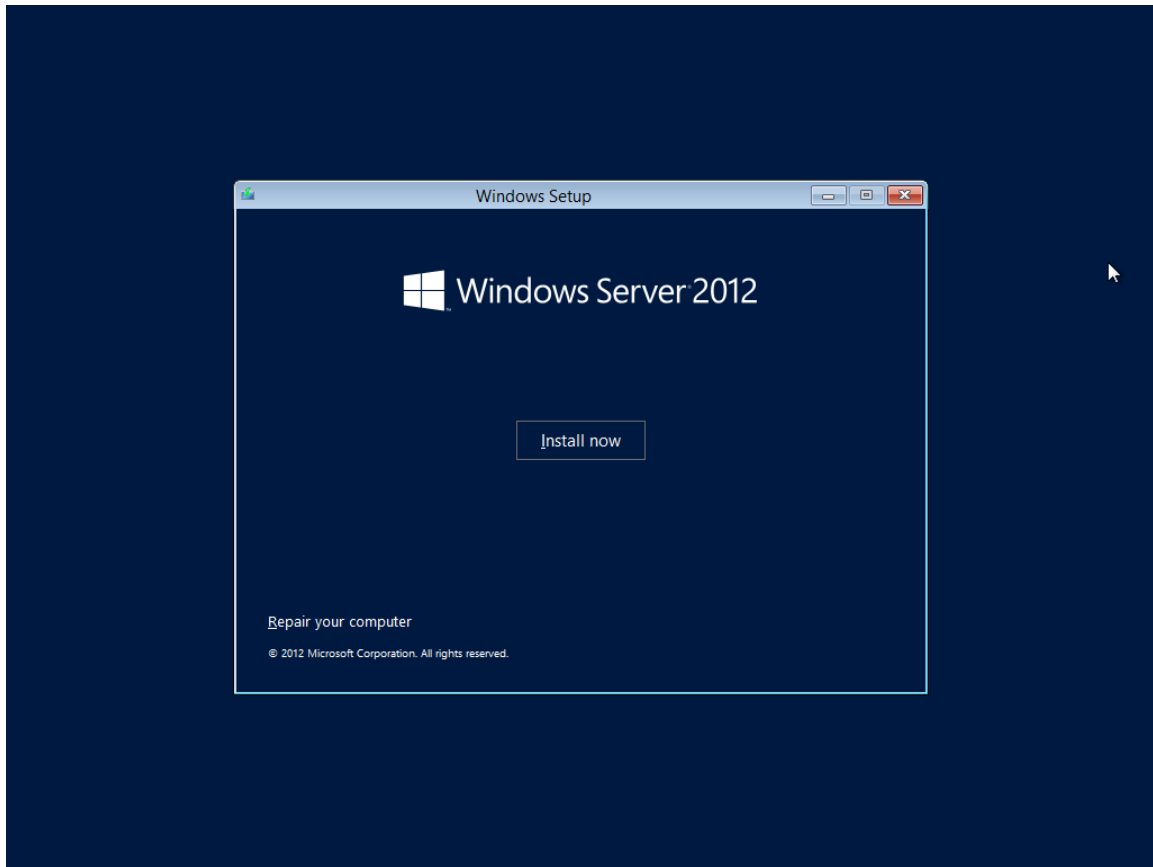 Windows Setup
Windows Server 2012
Install now
Repair your computer
© 2012 Microsoft Corporation. All rights reserved.